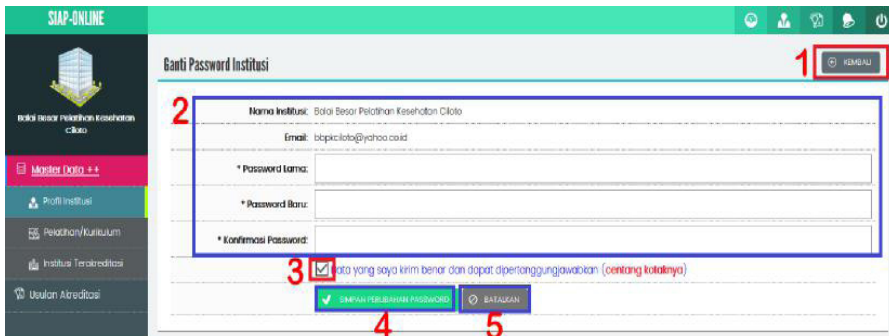 SIAP-ONLINE
Balai Besar Pelatihan Kesehatan
Ciloto
Master Data ++
Profil Institusi
Pelatihan/Kurikulum
Institusi Terakreditasi
Usulan Akreditasi
Ganti Password Institusi
1
KEMBALI
2
Nama Institusi: Balai Besar Pelatihan Kesehatan Ciloto
Email: bbpkciloto@yahoo.co.id
* Password Lama:
* Password Baru:
* Konfirmasi Password:
3
Data yang saya kirim benar dan dapat dipertanggungjawabkan (centang kotaknya)
SIMPAN PERUBAHAN PASSWORD
BATALKAN
4
5